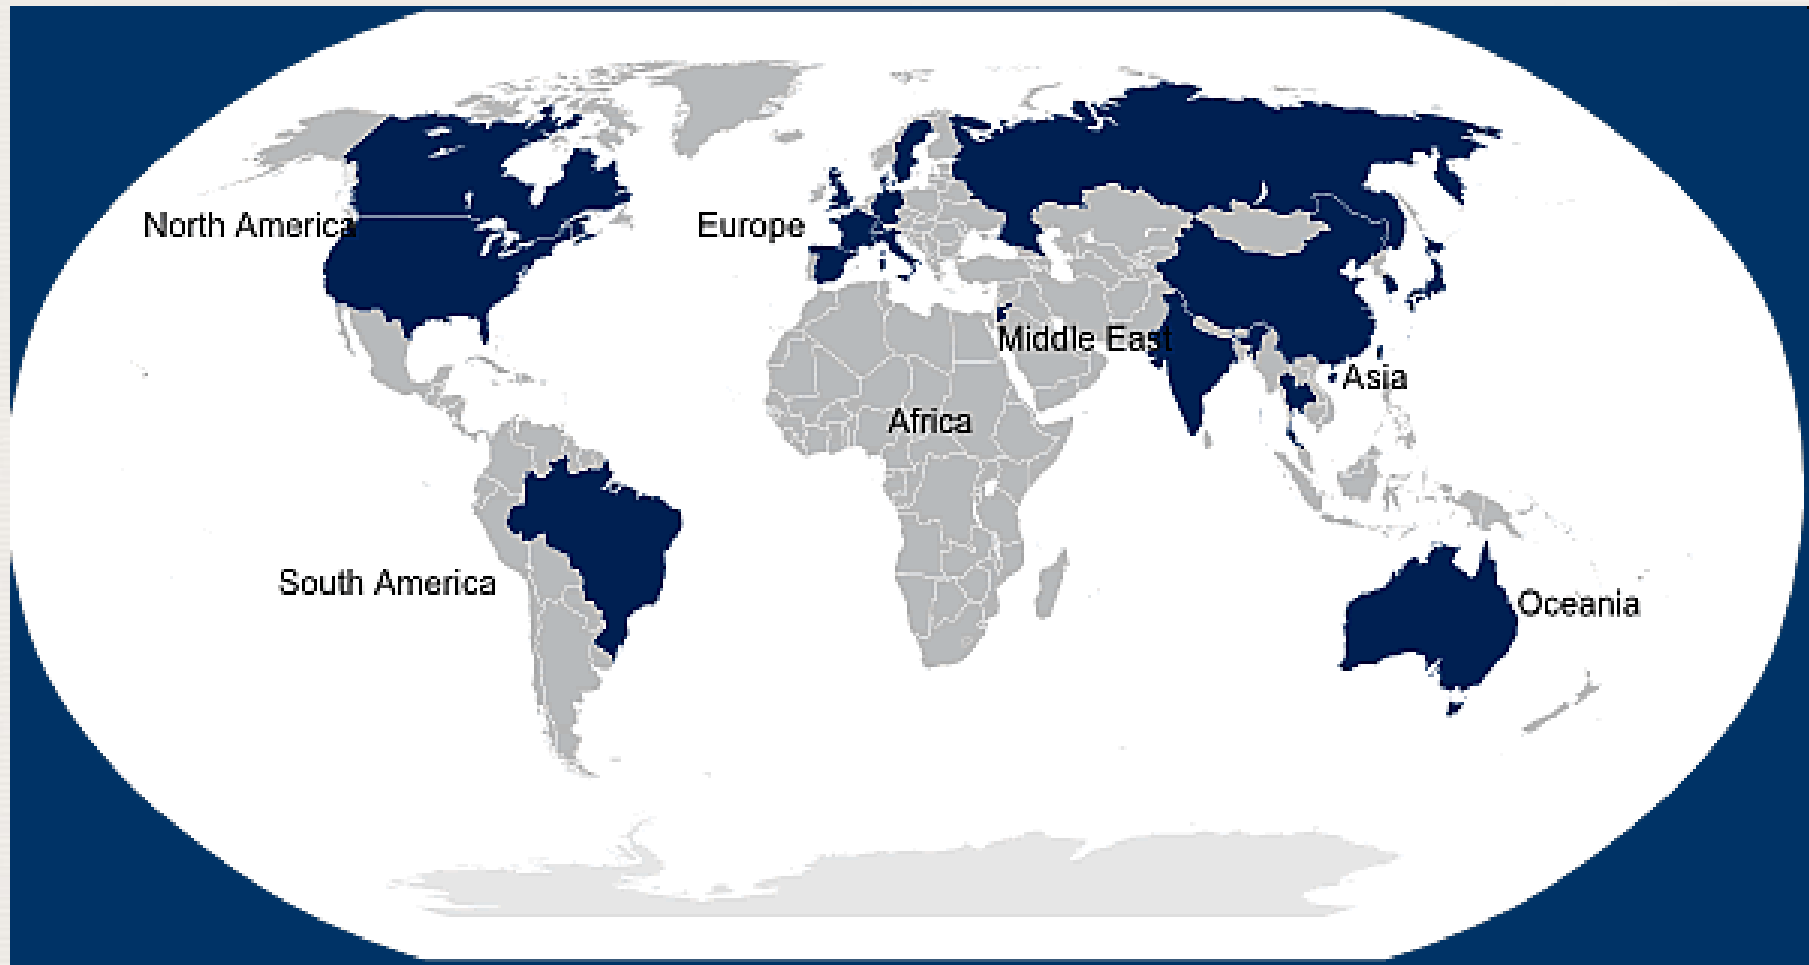 North America
Europe
Middle East
Asia
Africa
South America
Oceania